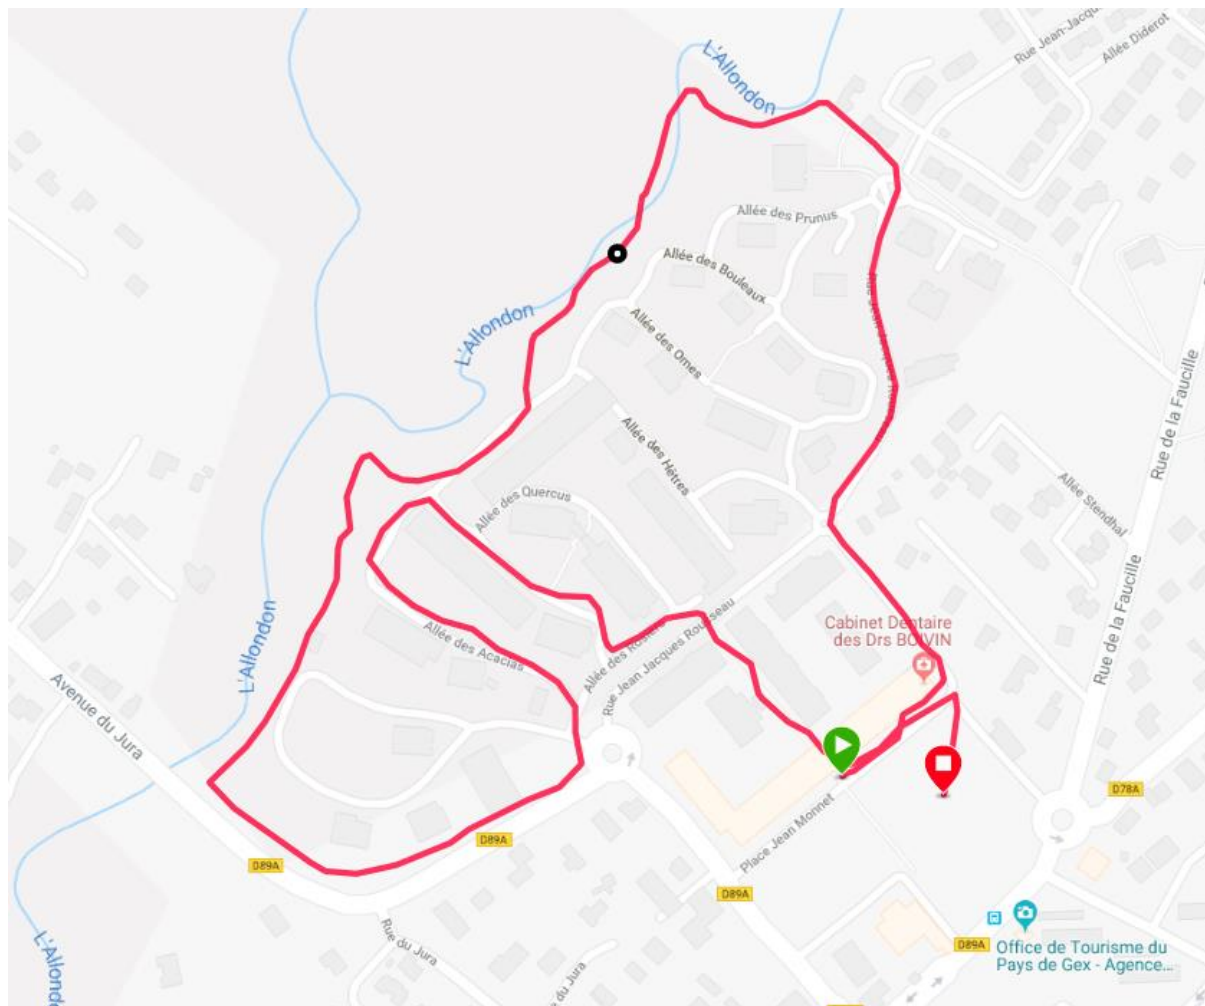 L'Allondon
Rue Jean-Jacqu
Allée Diderot
Allée des Prunus
Allée des Bouleaux
L'Allondon
Allée des Ormes
Rue Jean Jacques Rous
Rue de la Faucille
Allée des Hêtres
Allée Stendhal
Allée des Quercus
Rue de la Faucille
Cabinet Dentaire
des Drs BOIVIN
L'Allondon
Allée des Acacias
Allée des Rosiers
Rue Jean Jacques Rousseau
Avenue du Jura
D78A
Place Jean Monnet
D89A
D89A
D89A
Rue du Jura
D89A
Office de Tourisme du
Pays de Gex - Agence...
L'Allondon
e du Jura